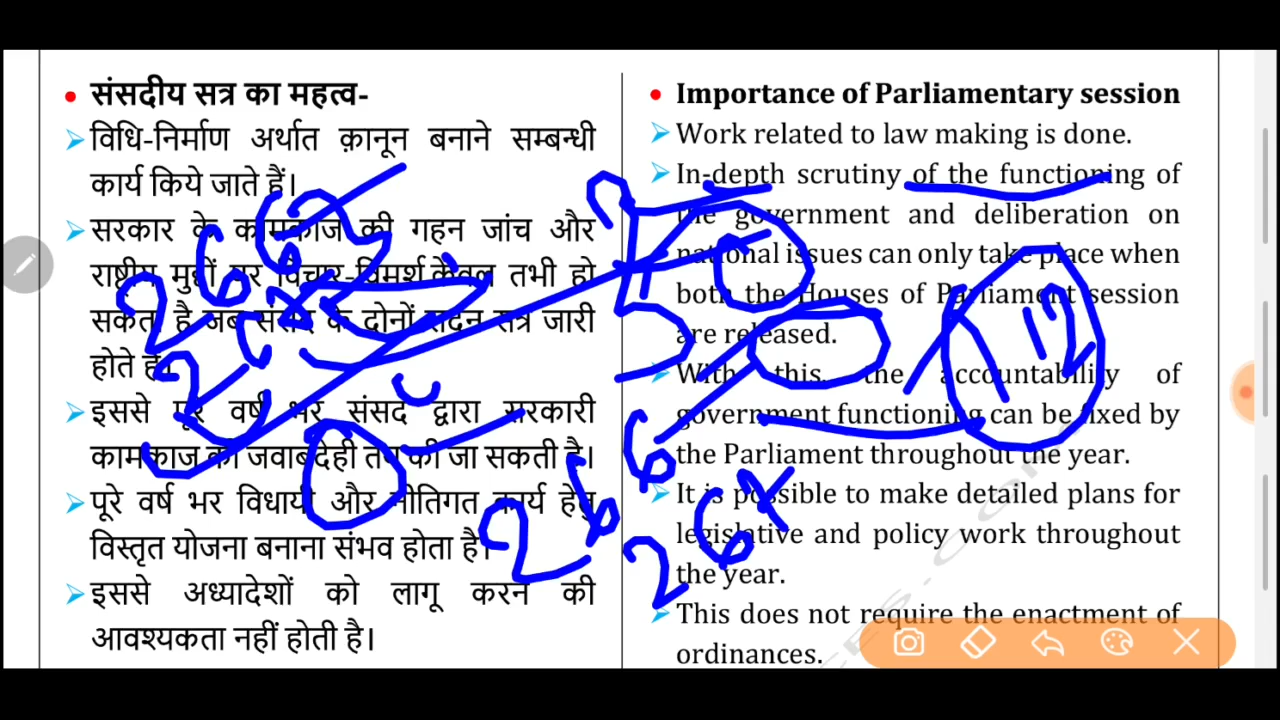 संसदीय सत्र का महत्व-
विधि-निर्माण अर्थात क़ानून बनाने सम्बन्धी
कार्य किये जाते हैं।
सरकार के कामकाज की गहन जांच और
राष्ट्रीय मुद्दों पर विचार-विमर्श केवल तभी हो
सकता है जब संसद के दोनों सदन सत्र जारी
होते है।
इससे पूरे वर्ष भर संसद द्वारा सरकारी
कामकाज की जवाबदेही तय की जा सकती है।
पूरे वर्ष भर विधायी और नीतिगत कार्य हेतु
विस्तृत योजना बनाना संभव होता है।
इससे अध्यादेशों को लागू करने की
आवश्यकता नहीं होती है।
Importance of Parliamentary session
Work related to law making is done.
In-depth scrutiny of the functioning of
the government and deliberation on
national issues can only take place when
both the Houses of Parliament session
are released.
With this, the accountability of
government functioning can be fixed by
the Parliament throughout the year.
It is possible to make detailed plans for
legislative and policy work throughout
the year.
This does not require the enactment of
ordinances.